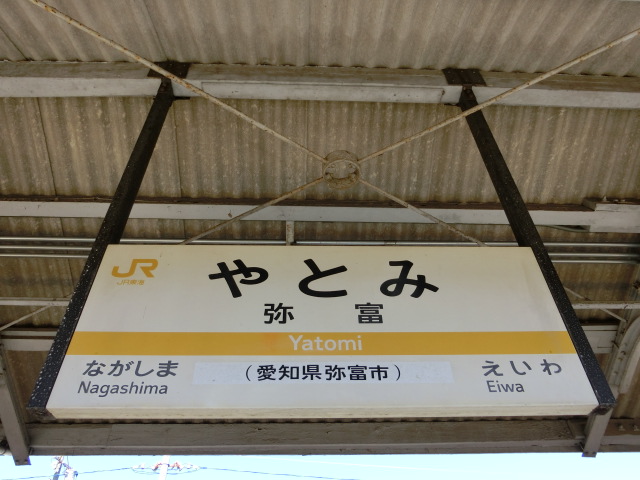 JR
JR東海
やとみ
弥富
Yatomi
ながしま
Nagashima
(愛知県弥富市)
えいわ
Eiwa